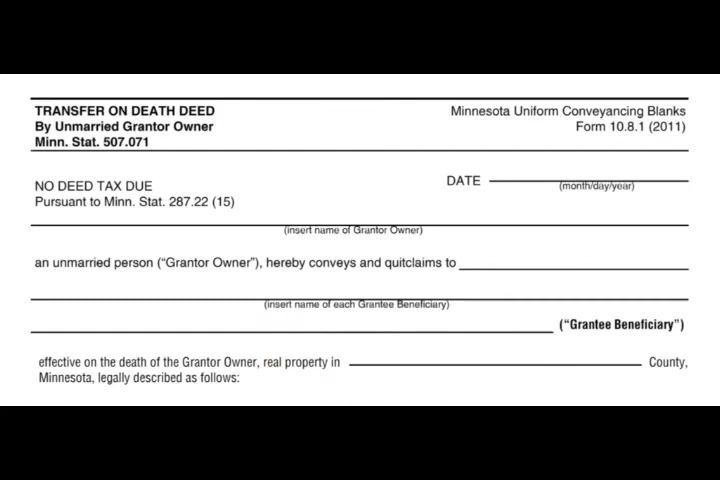 TRANSFER ON DEATH DEED
By Unmarried Grantor Owner
Minn. Stat. 507.071
Minnesota Uniform Conveyancing Blanks
Form 10.8.1 (2011)
NO DEED TAX DUE
Pursuant to Minn. Stat. 287.22 (15)
DATE
(month/day/year)
(insert name of Grantor Owner)
an unmarried person (“Grantor Owner”), hereby conveys and quitclaims to
(insert name of each Grantee Beneficiary)
(“Grantee Beneficiary”)
effective on the death of the Grantor Owner, real property in County,
Minnesota, legally described as follows: